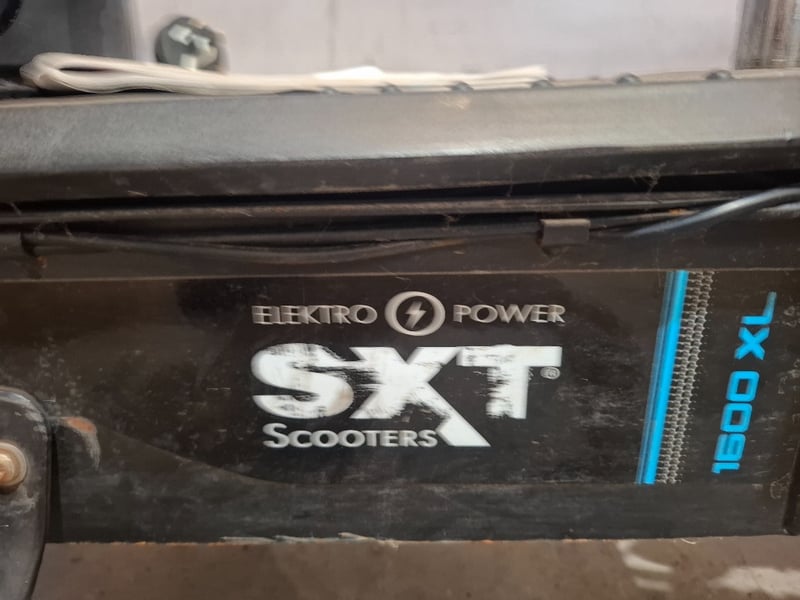 ELEKTRO POWER
SXT®
SCOOTERS
1600 XL